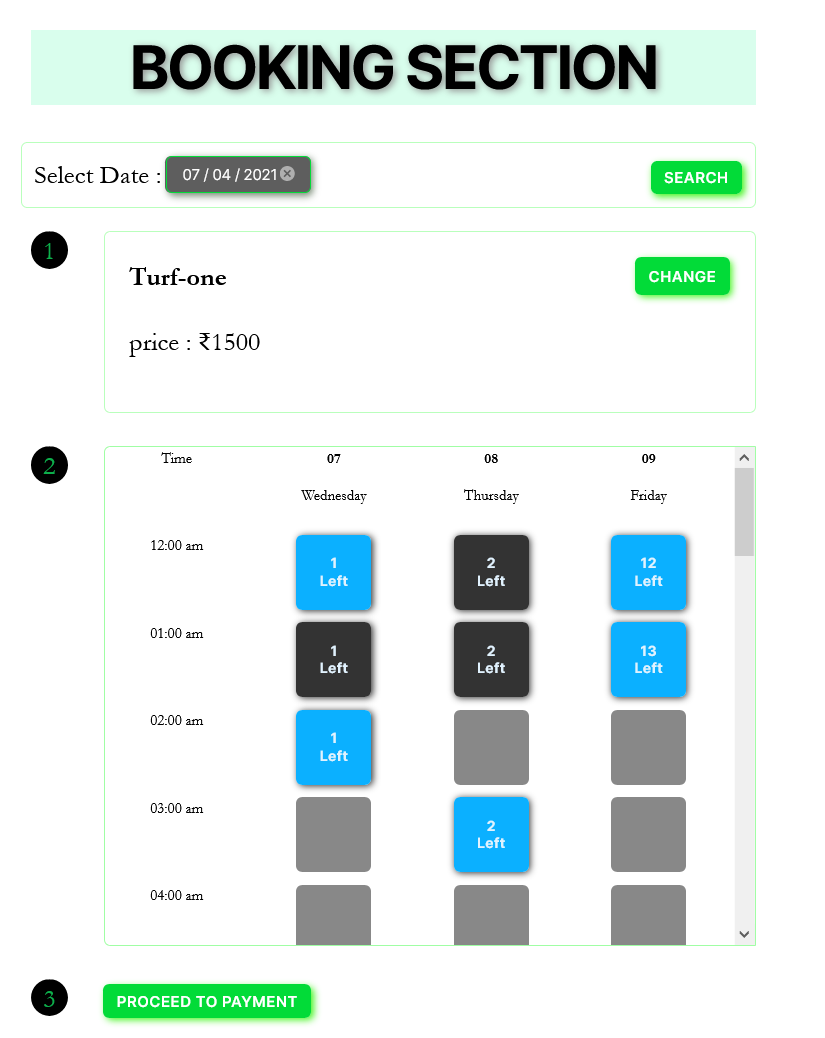 BOOKING SECTION
Select Date : 07 / 04 / 2021 SEARCH
1
Turf-one CHANGE
price : ₹1500
2
Time 07 08 09
Wednesday Thursday Friday
12:00 am
1 2 12
Left Left Left
01:00 am
1 2 13
Left Left Left
02:00 am
1
Left
03:00 am
2
Left
04:00 am
3 PROCEED TO PAYMENT